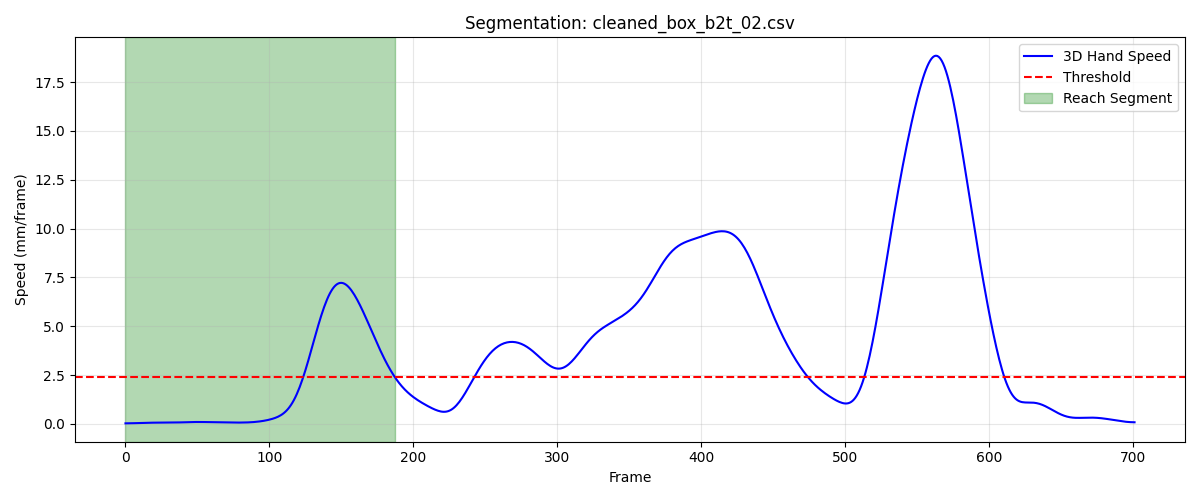 Segmentation: cleaned_box_b2t_02.csv
3D Hand Speed
Threshold
Reach Segment
Speed (mm/frame)
17.5
15.0
12.5
10.0
7.5
5.0
2.5
0.0
0 100 200 300 400 500 600 700
Frame